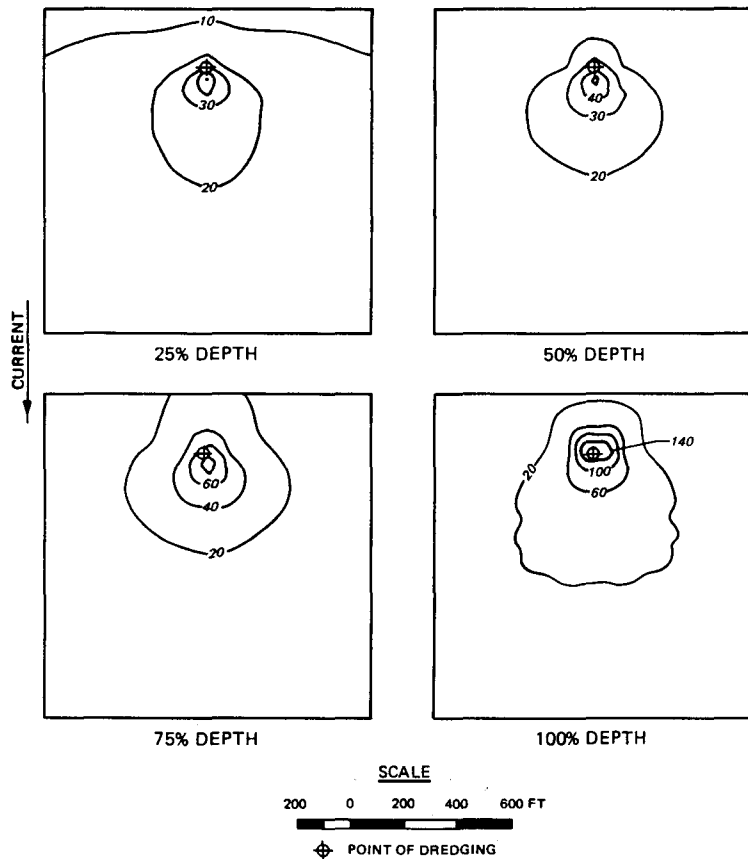 10
30
20
25% DEPTH
40
30
20
50% DEPTH
CURRENT
60
40
20
75% DEPTH
140
20
100
60
100% DEPTH
SCALE
200 0 200 400 600 FT
POINT OF DREDGING